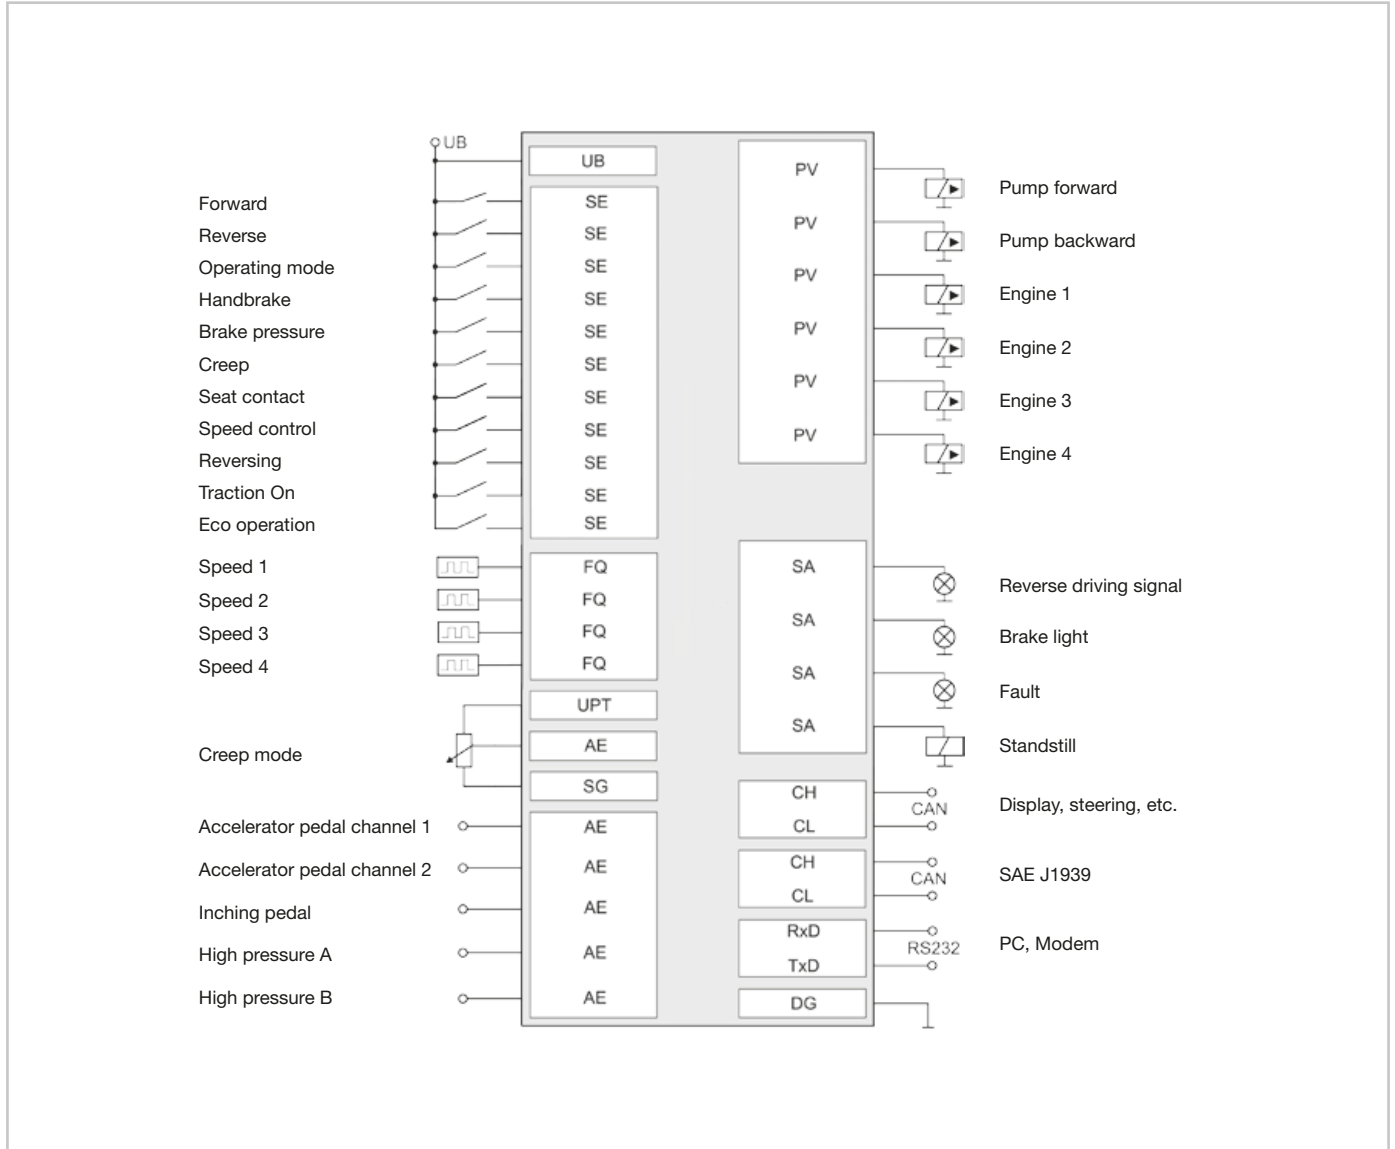 UB
UB
Forward
SE
Reverse
SE
Operating mode
SE
Handbrake
SE
Brake pressure
SE
Creep
SE
Seat contact
SE
Speed control
SE
Reversing
SE
Traction On
SE
Eco operation
SE
Speed 1
FQ
Speed 2
FQ
Speed 3
FQ
Speed 4
FQ
UPT
Creep mode
AE
SG
Accelerator pedal channel 1
AE
Accelerator pedal channel 2
AE
Inching pedal
AE
High pressure A
AE
High pressure B
AE
PV
Pump forward
PV
Pump backward
PV
Engine 1
PV
Engine 2
PV
Engine 3
PV
Engine 4
SA
Reverse driving signal
SA
Brake light
SA
Fault
SA
Standstill
CH
CL
CAN
Display, steering, etc.
CH
CL
CAN
SAE J1939
RxD
TxD
RS232
PC, Modem
DG